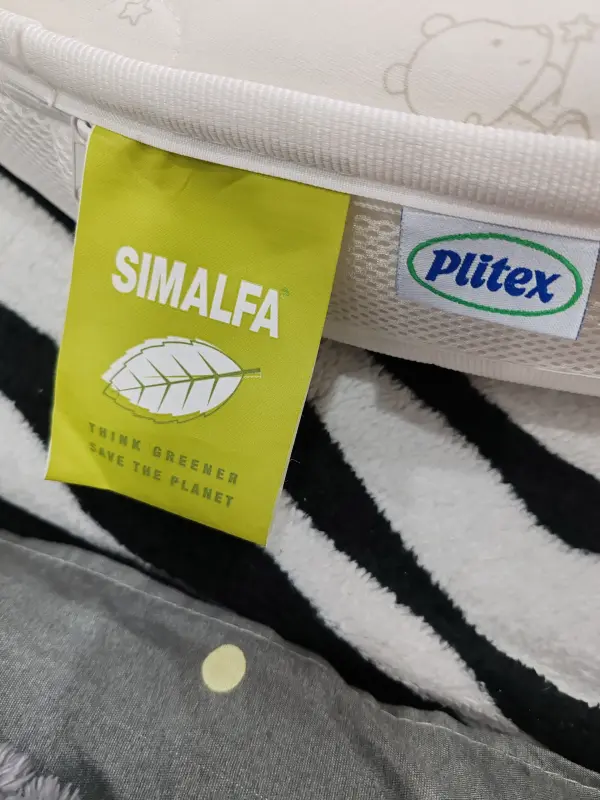 SIMALFA
THINK GREENER
SAVE THE PLANET
Plitex